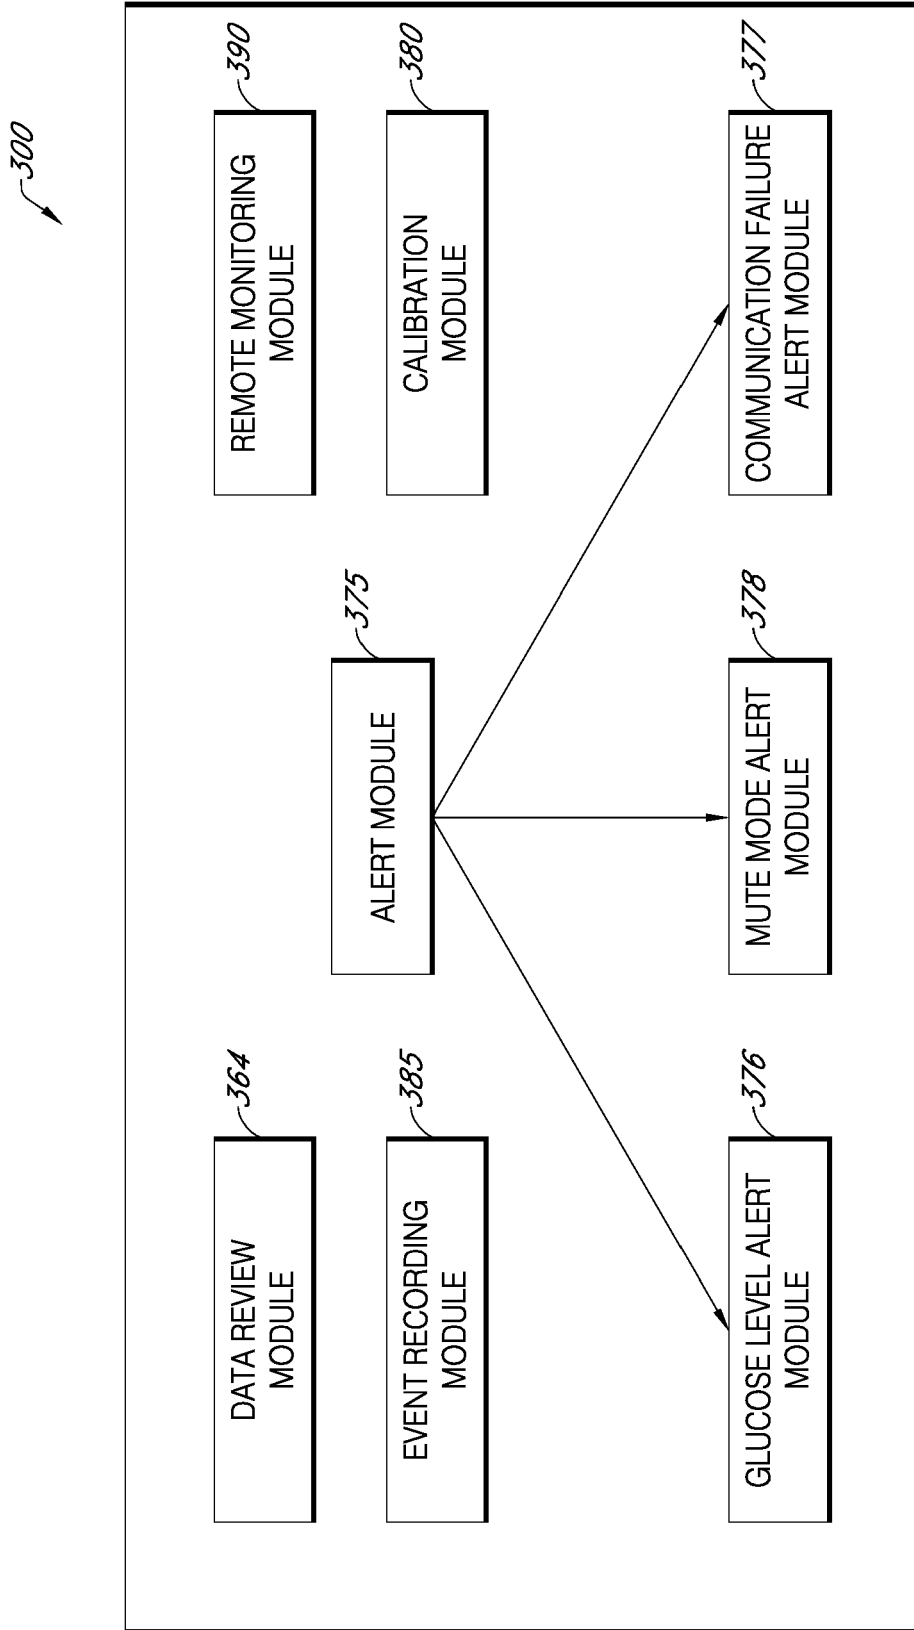 300
364
DATA REVIEW
MODULE
390
REMOTE MONITORING
MODULE
375
ALERT MODULE
385
EVENT RECORDING
MODULE
380
CALIBRATION
MODULE
376
GLUCOSE LEVEL ALERT
MODULE
378
MUTE MODE ALERT
MODULE
377
COMMUNICATION FAILURE
ALERT MODULE